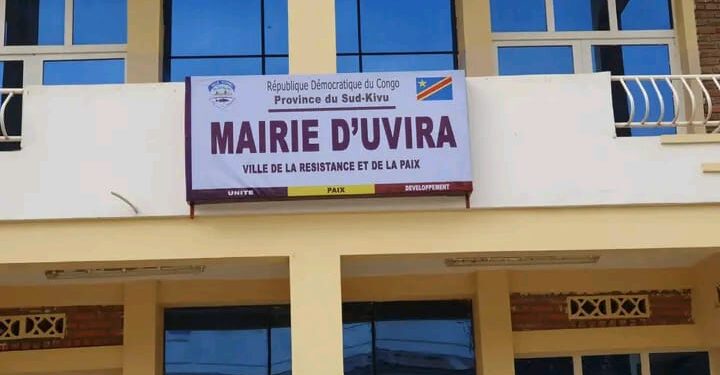 République Démocratique du Congo
Province du Sud-Kivu
MAIRIE D'UVIRA
VILLE DE LA RESISTANCE ET DE LA PAIX
UNITE PAIX DEVELOPPEMENT